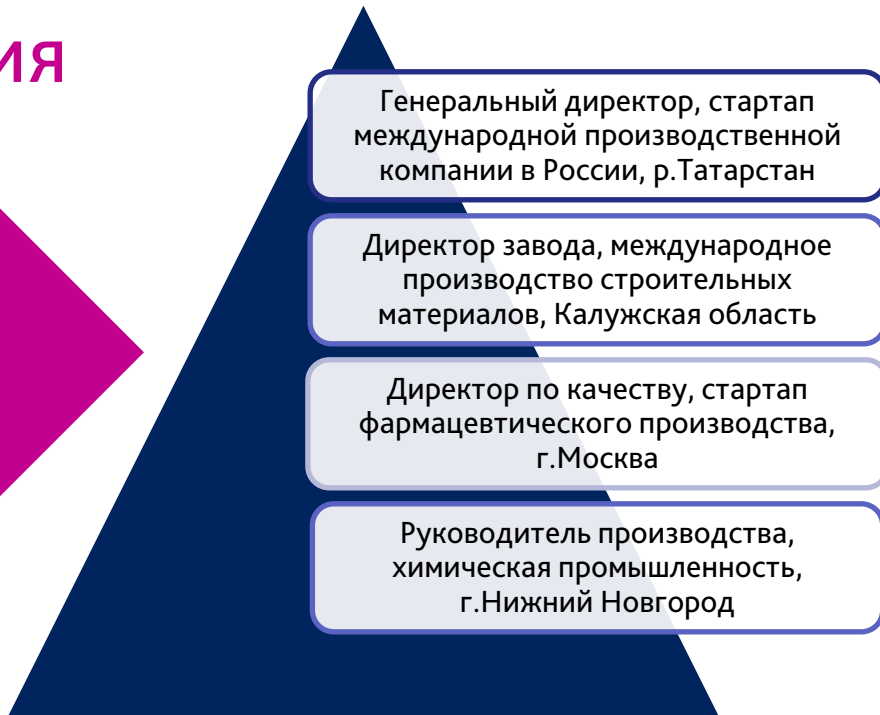 ия
Генеральный директор, стартап
международной производственной
компании в России, р.Татарстан
Директор завода, международное
производство строительных
материалов, Калужская область
Директор по качеству, стартап
фармацевтического производства,
г.Москва
Руководитель производства,
химическая промышленность,
г.Нижний Новгород